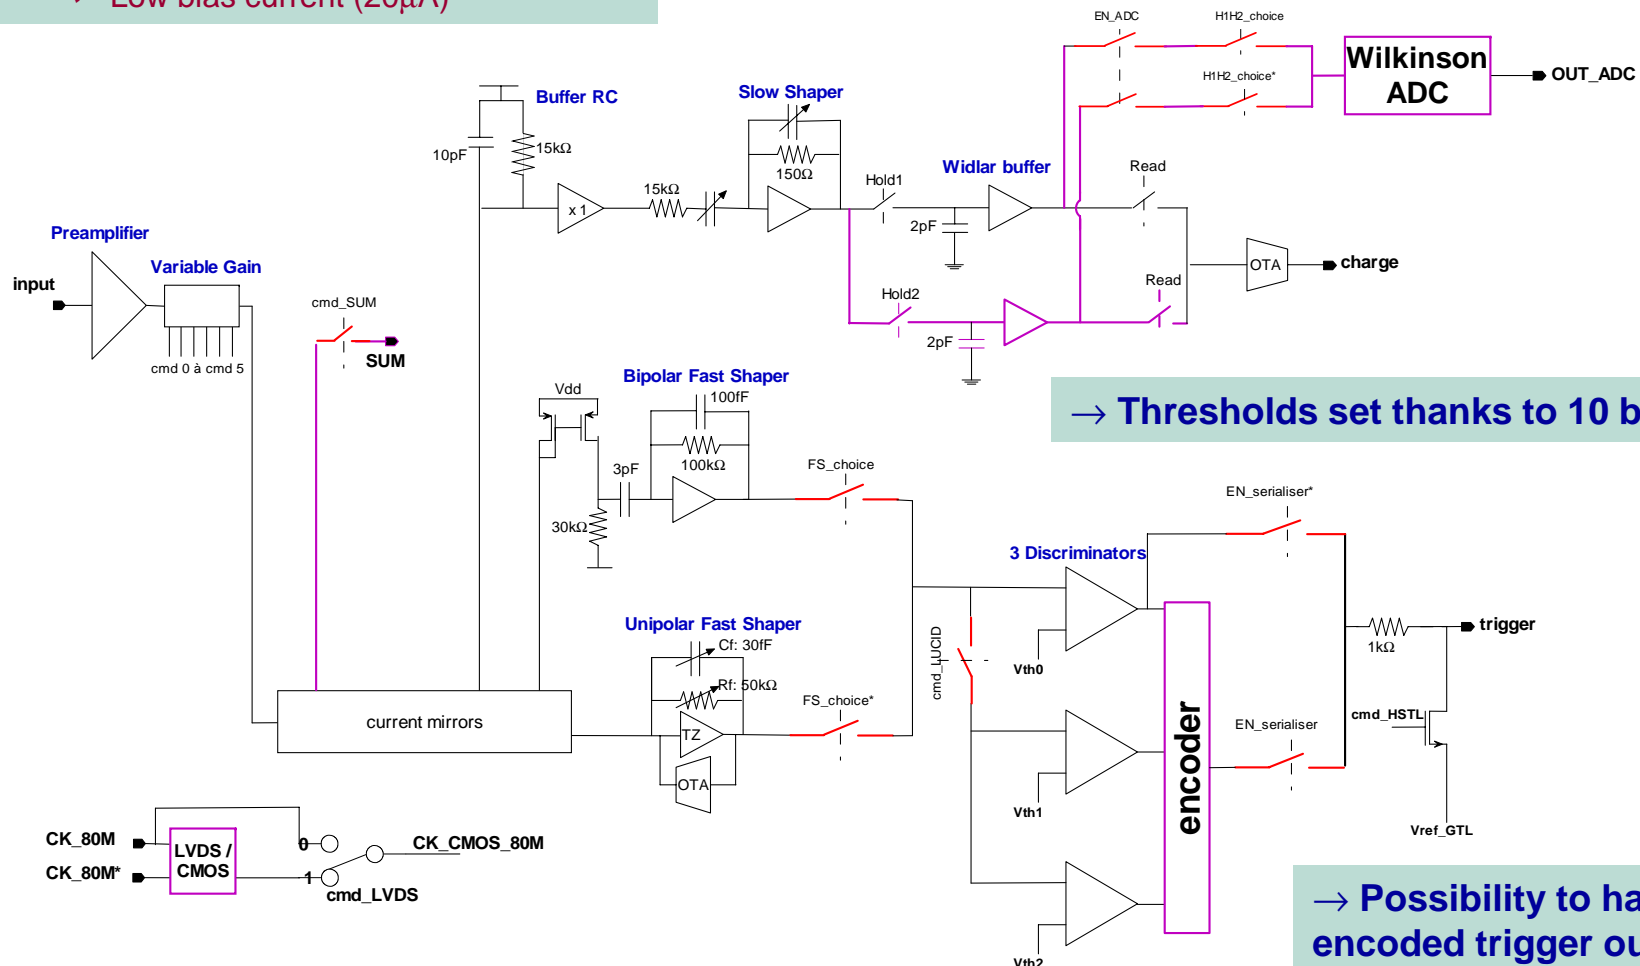 → Low bias current (20µA)
EN_ADC
H1H2_choice
Wilkinson
ADC
OUT_ADC
H1H2_choice*
Buffer RC
Slow Shaper
10pF
15kΩ
150Ω
Widlar buffer
Read
Hold1
15kΩ
x 1
2pF
Preamplifier
Variable Gain
input
OTA
charge
cmd_SUM
Hold2
Read
SUM
2pF
cmd 0 à cmd 5
Bipolar Fast Shaper
Vdd
100fF
→ Thresholds set thanks to 10 b
3pF
100kΩ
FS_choice
EN_serialiser*
30kΩ
3 Discriminators
Unipolar Fast Shaper
Cf: 30fF
trigger
1kΩ
cmd_LUCID
Vth0
Rf: 50kΩ
FS_choice*
current mirrors
TZ
encoder
EN_serialiser
cmd_HSTL
OTA
Vth1
Vref_GTL
CK_80M
LVDS /
CMOS
0
CK_CMOS_80M
CK_80M*
1
cmd_LVDS
→ Possibility to ha
encoded trigger ou
Vth2